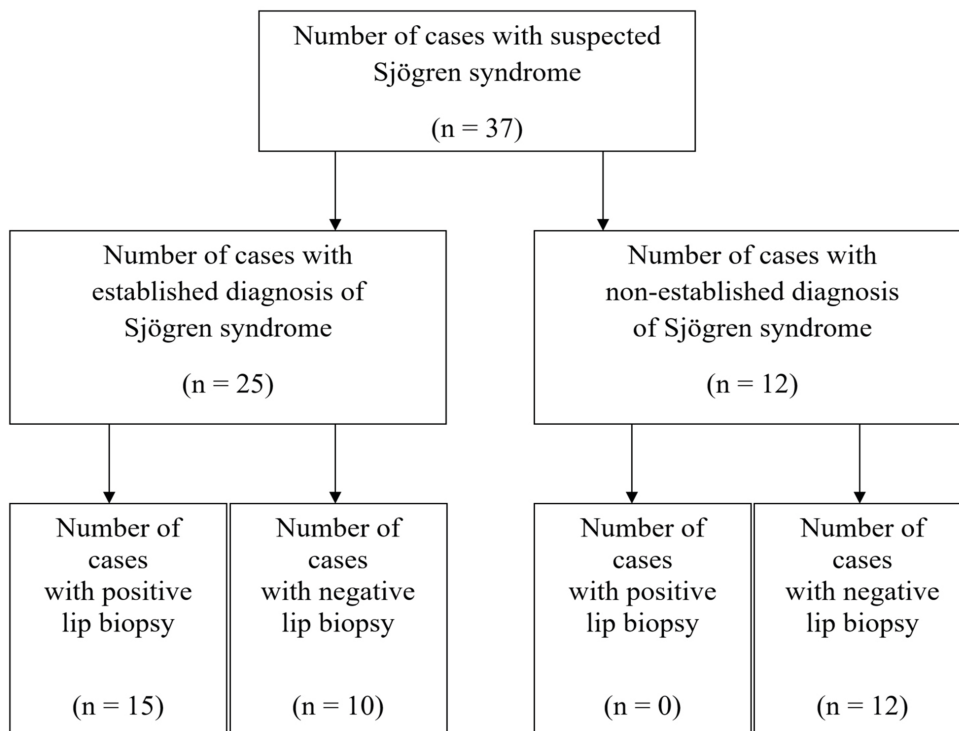 Number of cases with suspected
Sjögren syndrome
(n = 37)
Number of cases with
established diagnosis of
Sjögren syndrome
(n = 25)
Number of cases with
non-established diagnosis
of Sjögren syndrome
(n = 12)
Number of
cases
with positive
lip biopsy
(n = 15)
Number of
cases
with negative
lip biopsy
(n = 10)
Number of
cases
with positive
lip biopsy
(n = 0)
Number of
cases
with negative
lip biopsy
(n = 12)